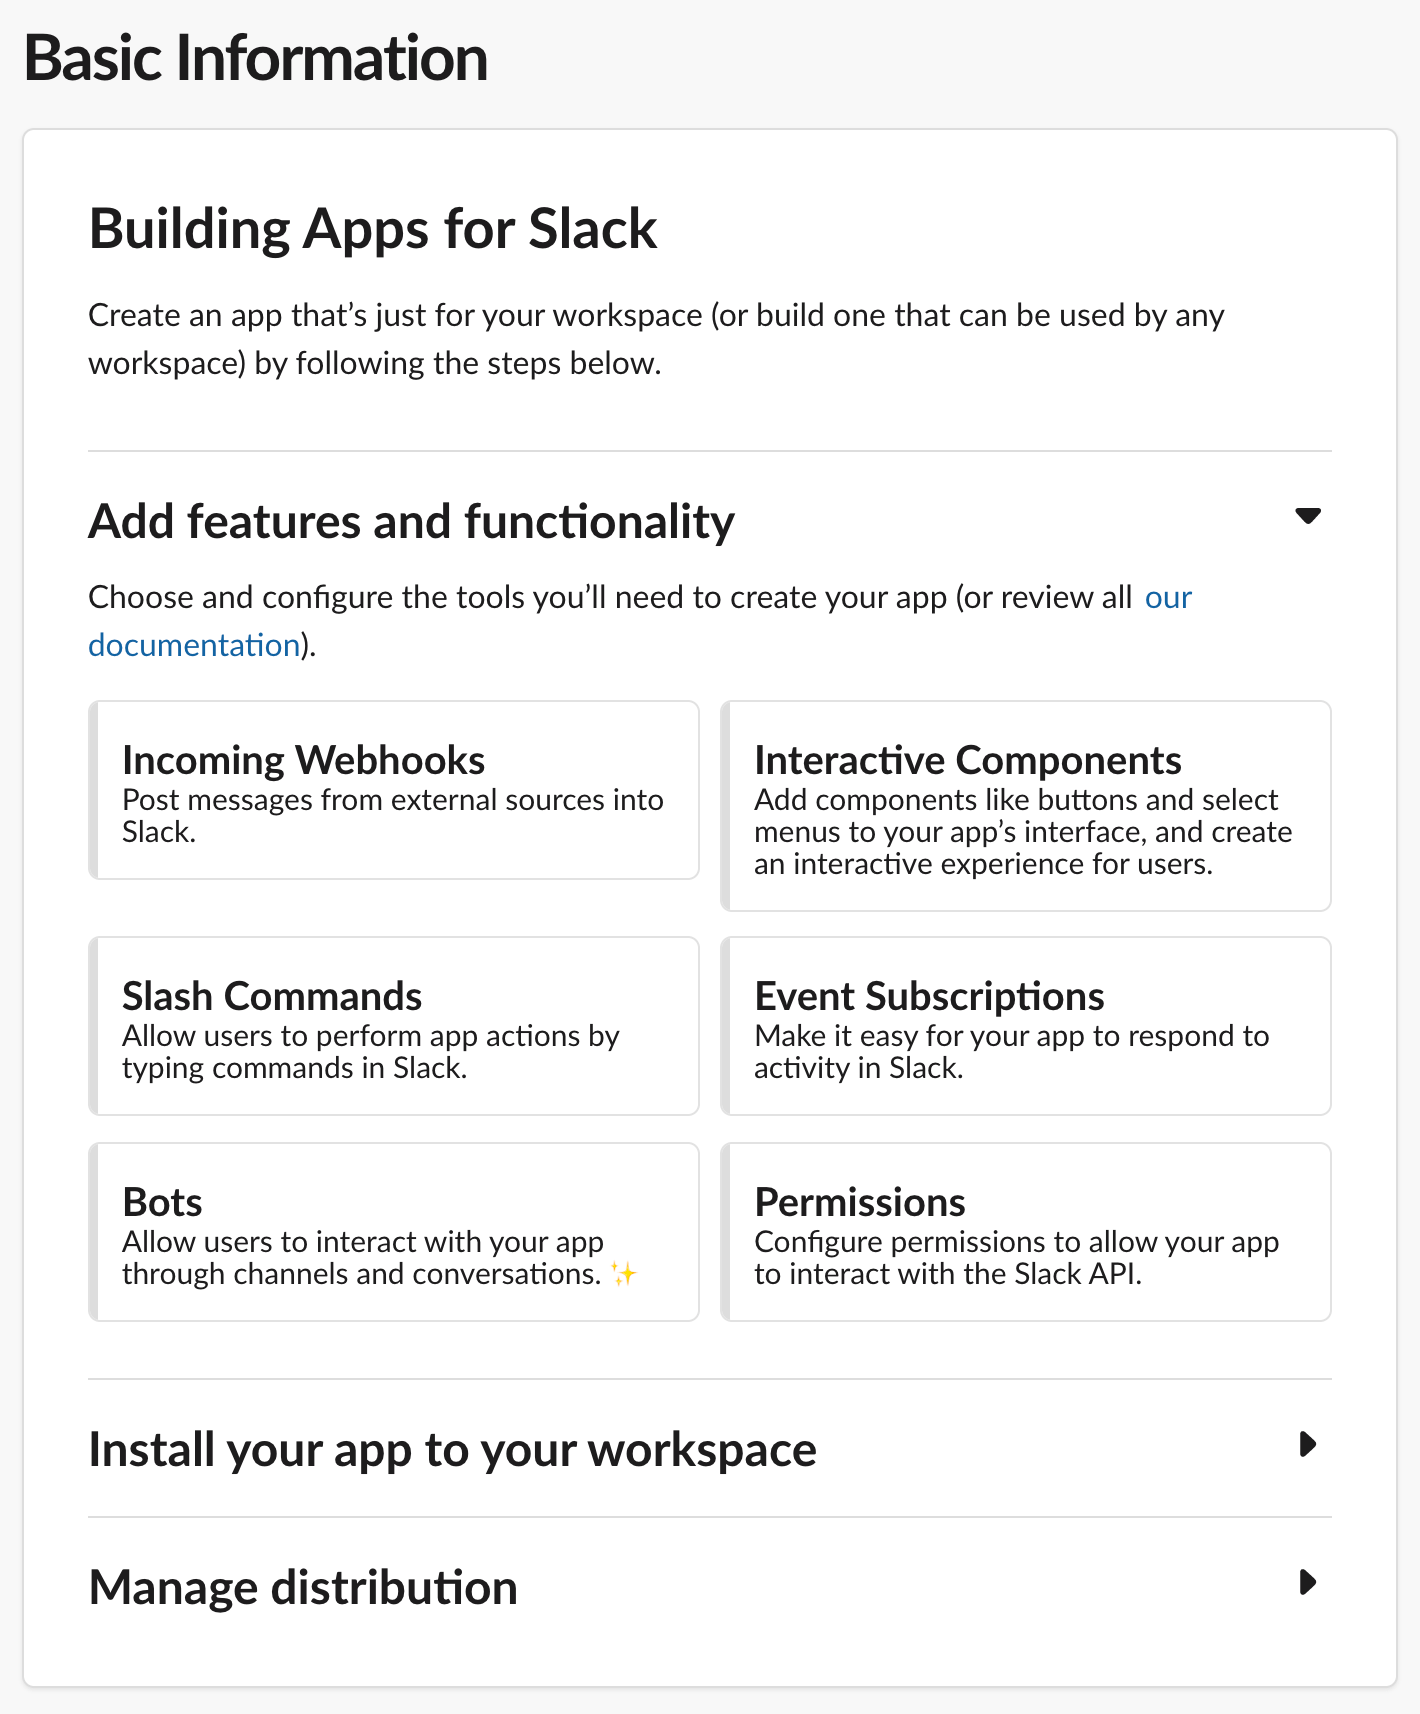 Basic Information
Building Apps for Slack
Create an app that’s just for your workspace (or build one that can be used by any
workspace) by following the steps below.
Add features and functionality
Choose and configure the tools you’ll need to create your app (or review all our
documentation).
Incoming Webhooks
Post messages from external sources into
Slack.
Interactive Components
Add components like buttons and select
menus to your app’s interface, and create
an interactive experience for users.
Slash Commands
Allow users to perform app actions by
typing commands in Slack.
Event Subscriptions
Make it easy for your app to respond to
activity in Slack.
Bots
Allow users to interact with your app
through channels and conversations. ✨
Permissions
Configure permissions to allow your app
to interact with the Slack API.
Install your app to your workspace
Manage distribution